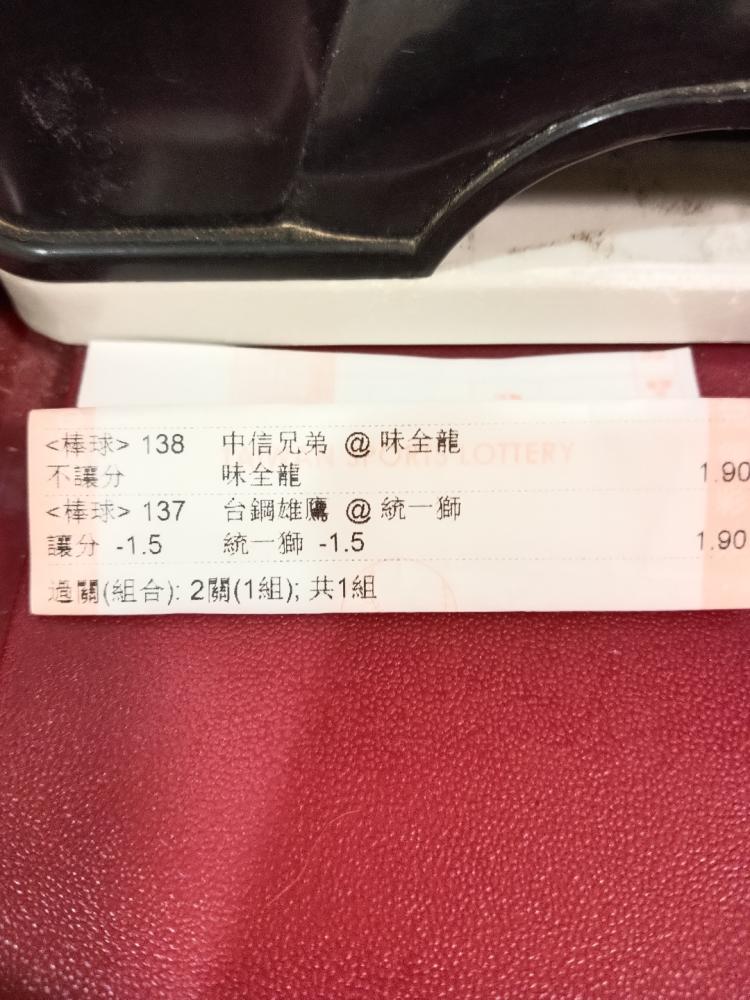 <棒球> 138 中信兄弟 @ 味全龍
不讓分 味全龍 1.90
<棒球> 137 台鋼雄鷹 @ 統一獅
讓分 -1.5 統一獅 -1.5 1.90
過關(組合): 2關(1組); 共1組